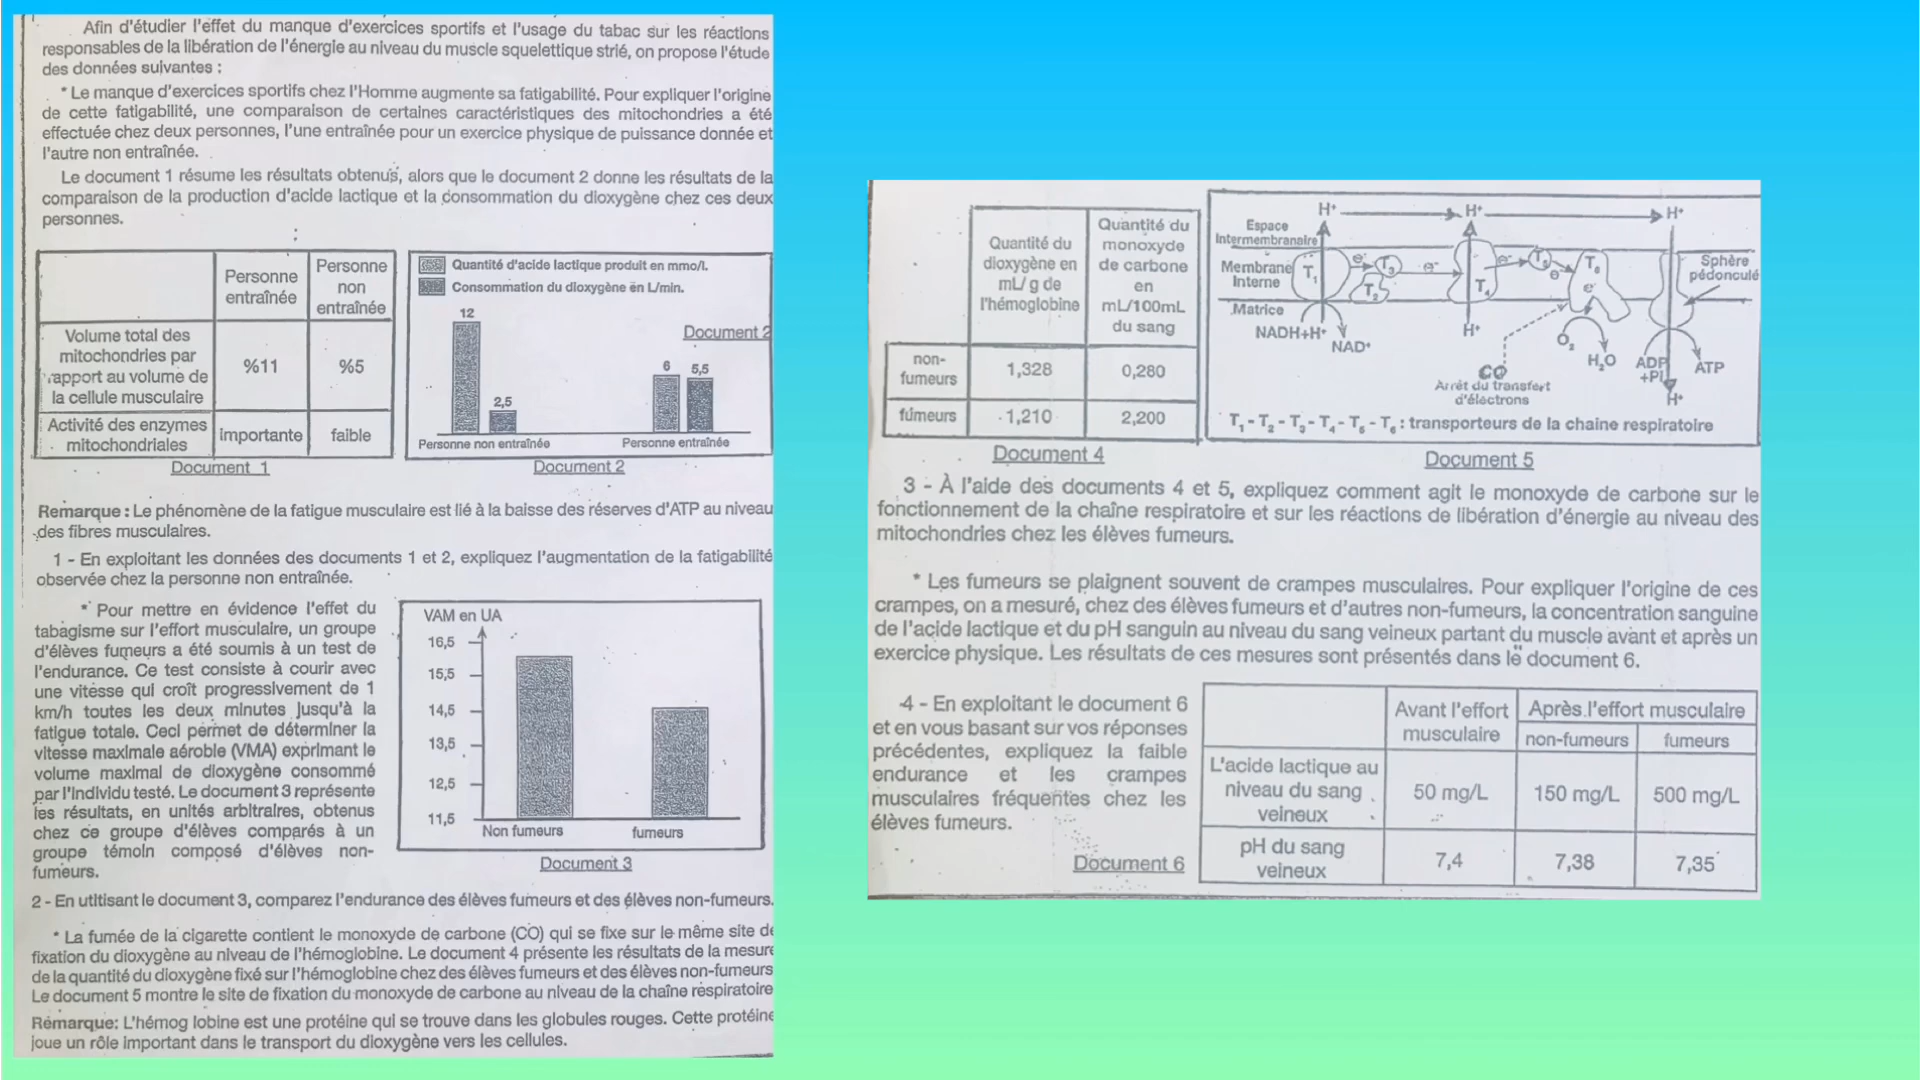 Afin d'étudier l'effet du manque d'exercices sportifs et l'usage du tabac sur les réactions
responsables de la libération de l'énergie au niveau du muscle squelettique strié, on propose l'étude
des données suivantes :
* Le manque d'exercices sportifs chez l'Homme augmente sa fatigabilité. Pour expliquer l'origine
de cette fatigabilité, une comparaison de certaines caractéristiques des mitochondries a été
effectuée chez deux personnes, l'une entraînée pour un exercice physique de puissance donnée et
l'autre non entraînée.
Le document 1 résume les résultats obtenus, alors que le document 2 donne les résultats de la
comparaison de la production d'acide lactique et la consommation du dioxygène chez ces deux
personnes.
:
Personne
entraînée
Personne
non
entraînée
Volume total des
mitochondries par
rapport au volume de
la cellule musculaire
%11
%5
Activité des enzymes
mitochondriales
importante
faible
Document 1
Quantité d'acide lactique produit en mmo/l.
Consommation du dioxygène en L/min.
12
Document 2
6
5,5
2,5
Personne non entraînée
Personne entraînée
Document 2
Remarque : Le phénomène de la fatigue musculaire est lié à la baisse des réserves d'ATP au niveau
des fibres musculaires.
1 - En exploitant les données des documents 1 et 2, expliquez l'augmentation de la fatigabilité
observée chez la personne non entraînée.
* Pour mettre en évidence l'effet du
tabagisme sur l'effort musculaire, un groupe
d'élèves fumeurs a été soumis à un test de
l'endurance. Ce test consiste à courir avec
une vitesse qui croît progressivement de 1
km/h toutes les deux minutes jusqu'à la
fatigue totale. Ceci permet de déterminer la
vitesse maximale aéroble (VMA) exprimant le
volume maximal de dioxygène consommé
par l'individu testé. Le document 3 représente
les résultats, en unités arbitraires, obtenus
chez ce groupe d'élèves comparés à un
groupe témoin composé d'élèves non-
fumeurs.
VAM en UA
16,5
15,5
14,5
13,5
12,5
11,5
Non fumeurs
fumeurs
Document 3
2 - En utilisant le document 3, comparez l'endurance des élèves fumeurs et des élèves non-fumeurs.
* La fumée de la cigarette contient le monoxyde de carbone (CO) qui se fixe sur le même site de
fixation du dioxygène au niveau de l'hémoglobine. Le document 4 présente les résultats de la mesure
de la quantité du dioxygène fixé sur l'hémoglobine chez des élèves fumeurs et des élèves non-fumeurs
Le document 5 montre le site de fixation du monoxyde de carbone au niveau de la chaîne respiratoire
Remarque: L'hémog lobine est une protéine qui se trouve dans les globules rouges. Cette protéine
joue un rôle important dans le transport du dioxygène vers les cellules.
Quantité du
dioxygène en
mL/ g de
l'hémoglobine
Quantité du
monoxyde
de carbone
en
mL/100mL
du sang
non-
fumeurs
1,328
0,280
fumeurs
1,210
2,200
Document 4
H⁺
H⁺
H⁺
Espace
Intermembranaire
Membrane
Interne
T₁
e⁻
T₃
T₂
e⁻
T₄
e⁻
T₅
e⁻
T₆
e⁻
Sphère
pédonculé
Matrice
NADH+H⁺
NAD⁺
H⁺
O₂
H₂O
ADP
+Pi
ATP
H⁺
CO
Arrêt du transfert
d'électrons
T₁ - T₂ - T₃ - T₄ - T₅ - T₆ : transporteurs de la chaine respiratoire
Document 5
3 - À l'aide des documents 4 et 5, expliquez comment agit le monoxyde de carbone sur le
fonctionnement de la chaîne respiratoire et sur les réactions de libération d'énergie au niveau des
mitochondries chez les élèves fumeurs.
* Les fumeurs se plaignent souvent de crampes musculaires. Pour expliquer l'origine de ces
crampes, on a mesuré, chez des élèves fumeurs et d'autres non-fumeurs, la concentration sanguine
de l'acide lactique et du pH sanguin au niveau du sang veineux partant du muscle avant et après un
exercice physique. Les résultats de ces mesures sont présentés dans le document 6.
4 - En exploitant le document 6
et en vous basant sur vos réponses
précédentes, expliquez la faible
endurance et les crampes
musculaires fréquentes chez les
élèves fumeurs.
Document 6
Avant l'effort
musculaire
Après l'effort musculaire
non-fumeurs
fumeurs
L'acide lactique au
niveau du sang
veineux
50 mg/L
150 mg/L
500 mg/L
pH du sang
veineux
7,4
7,38
7,35